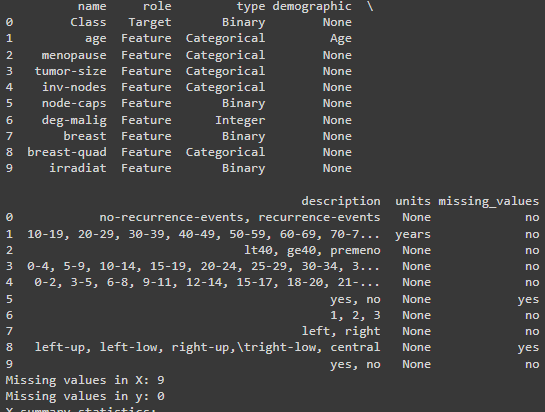 name role type demographic \
0 Class Target Binary None
1 age Feature Categorical Age
2 menopause Feature Categorical None
3 tumor-size Feature Categorical None
4 inv-nodes Feature Categorical None
5 node-caps Feature Binary None
6 deg-malig Feature Integer None
7 breast Feature Binary None
8 breast-quad Feature Categorical None
9 irradiat Feature Binary None
description units missing_values
0 no-recurrence-events, recurrence-events None no
1 10-19, 20-29, 30-39, 40-49, 50-59, 60-69, 70-7... years no
2 lt40, ge40, premeno None no
3 0-4, 5-9, 10-14, 15-19, 20-24, 25-29, 30-34, 3... None no
4 0-2, 3-5, 6-8, 9-11, 12-14, 15-17, 18-20, 21-... None no
5 yes, no None yes
6 1, 2, 3 None no
7 left, right None no
8 left-up, left-low, right-up,\tright-low, central None yes
9 yes, no None no
Missing values in X: 9
Missing values in y: 0
X summary statistics: